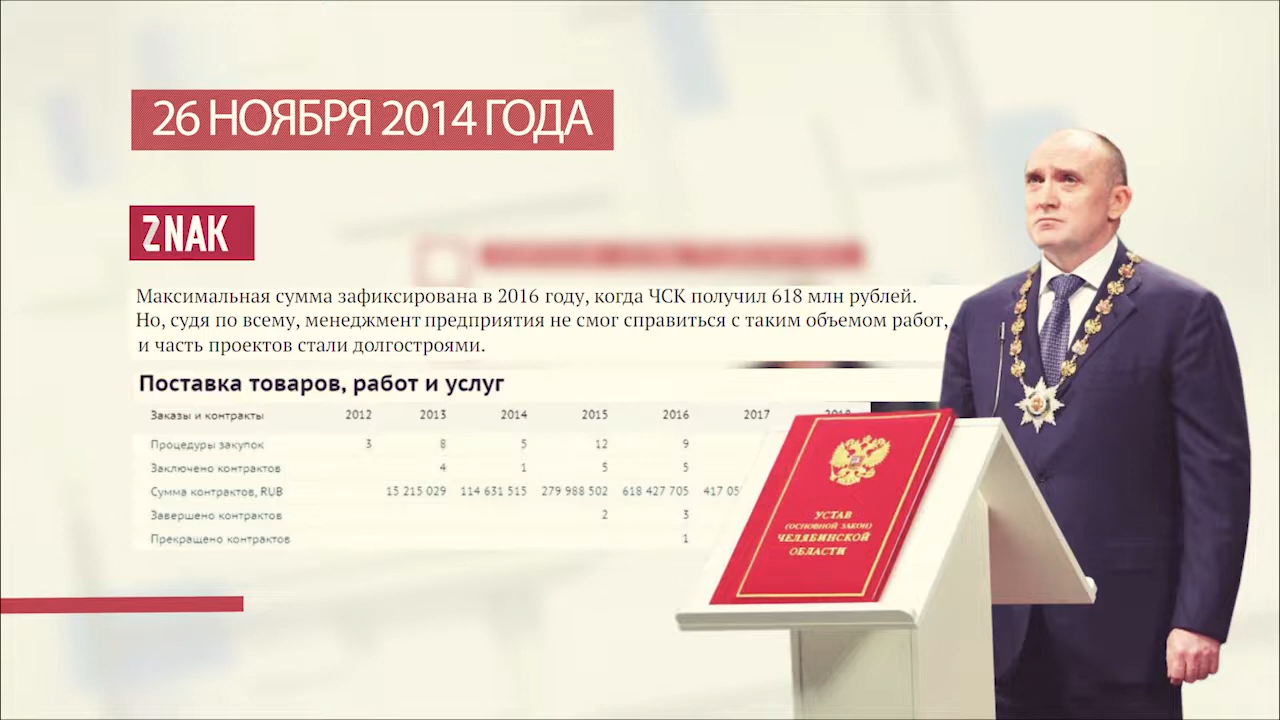 26 НОЯБРЯ 2014 ГОДА
ZNAK
Максимальная сумма зафиксирована в 2016 году, когда ЧСК получил 618 млн рублей.
Но, судя по всему, менеджмент предприятия не смог справиться с таким объемом работ,
и часть проектов стали долгостроями.
Поставка товаров, работ и услуг
Заказы и контракты 2012 2013 2014 2015 2016 2017
Процедуры закупок 3 8 5 12 9
Заключено контрактов 4 1 5 5
Сумма контрактов, RUB 15 215 029 114 631 515 279 988 502 618 427 705 417 05
Завершено контрактов 2 3
Прекращено контрактов 1
УСТАВ
(ОСНОВНОЙ ЗАКОН)
ЧЕЛЯБИНСКОЙ
ОБЛАСТИ